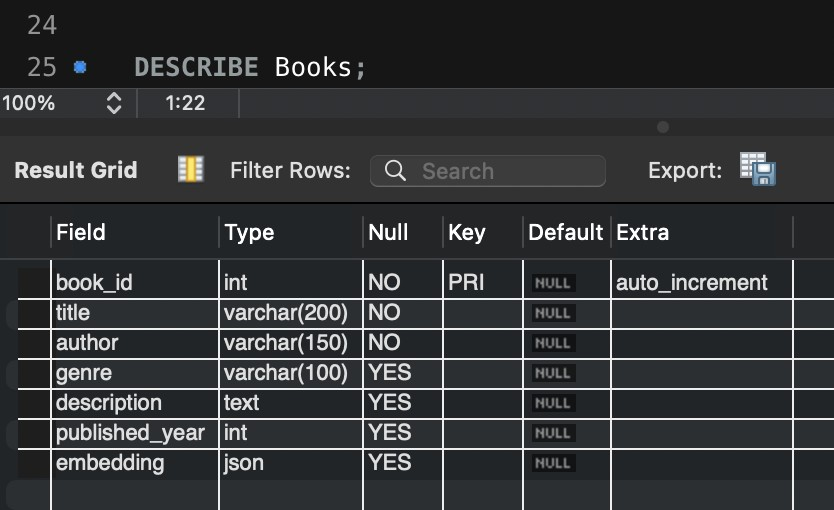 24
25 DESCRIBE Books;
100% 1:22
Result Grid Filter Rows: Search Export:
Field Type Null Key Default Extra
book_id int NO PRI NULL auto_increment
title varchar(200) NO NULL
author varchar(150) NO NULL
genre varchar(100) YES NULL
description text YES NULL
published_year int YES NULL
embedding json YES NULL